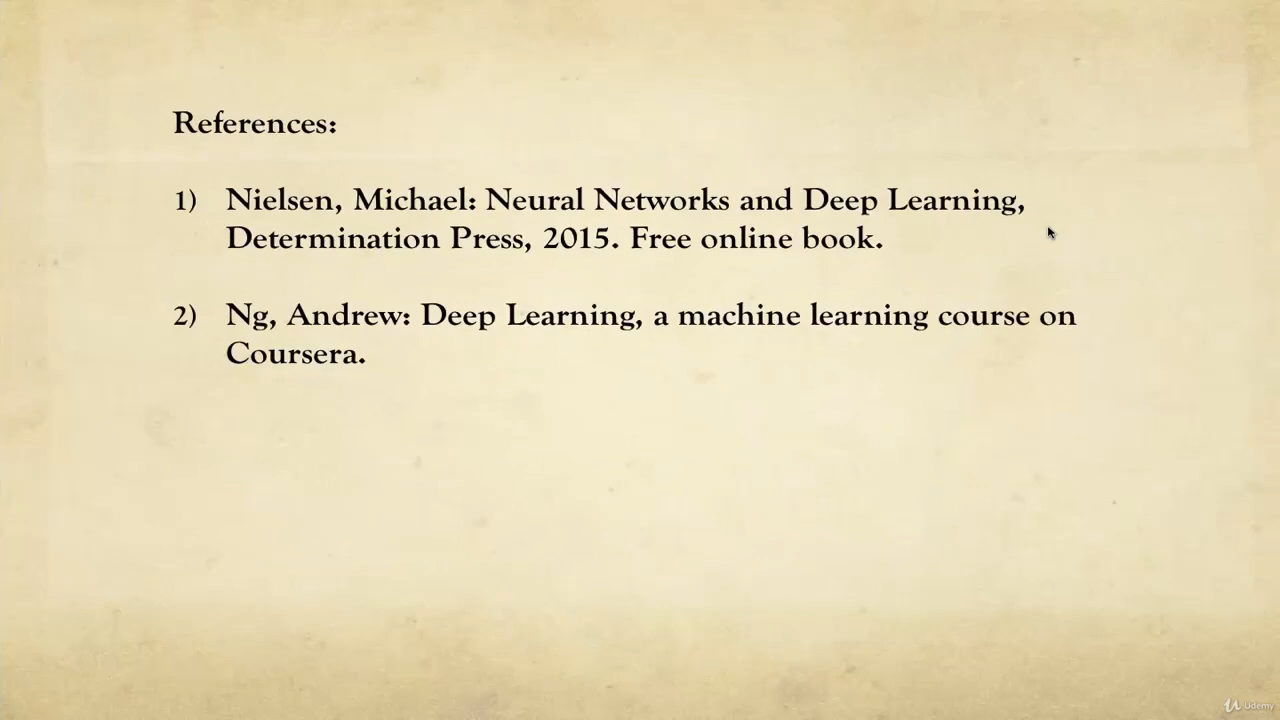 References:
1) Nielsen, Michael: Neural Networks and Deep Learning,
Determination Press, 2015. Free online book.
2) Ng, Andrew: Deep Learning, a machine learning course on
Coursera.
Udemy